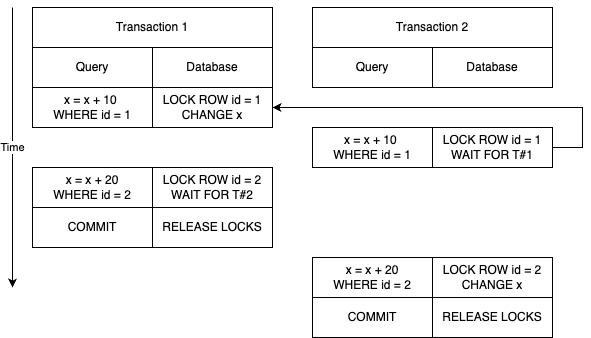 Transaction 1
Transaction 2
Query
Database
Query
Database
x = x + 10
WHERE id = 1
LOCK ROW id = 1
CHANGE x
Time
x = x + 10
WHERE id = 1
LOCK ROW id = 1
WAIT FOR T#1
x = x + 20
WHERE id = 2
LOCK ROW id = 2
WAIT FOR T#2
COMMIT
RELEASE LOCKS
x = x + 20
WHERE id = 2
LOCK ROW id = 2
CHANGE x
COMMIT
RELEASE LOCKS